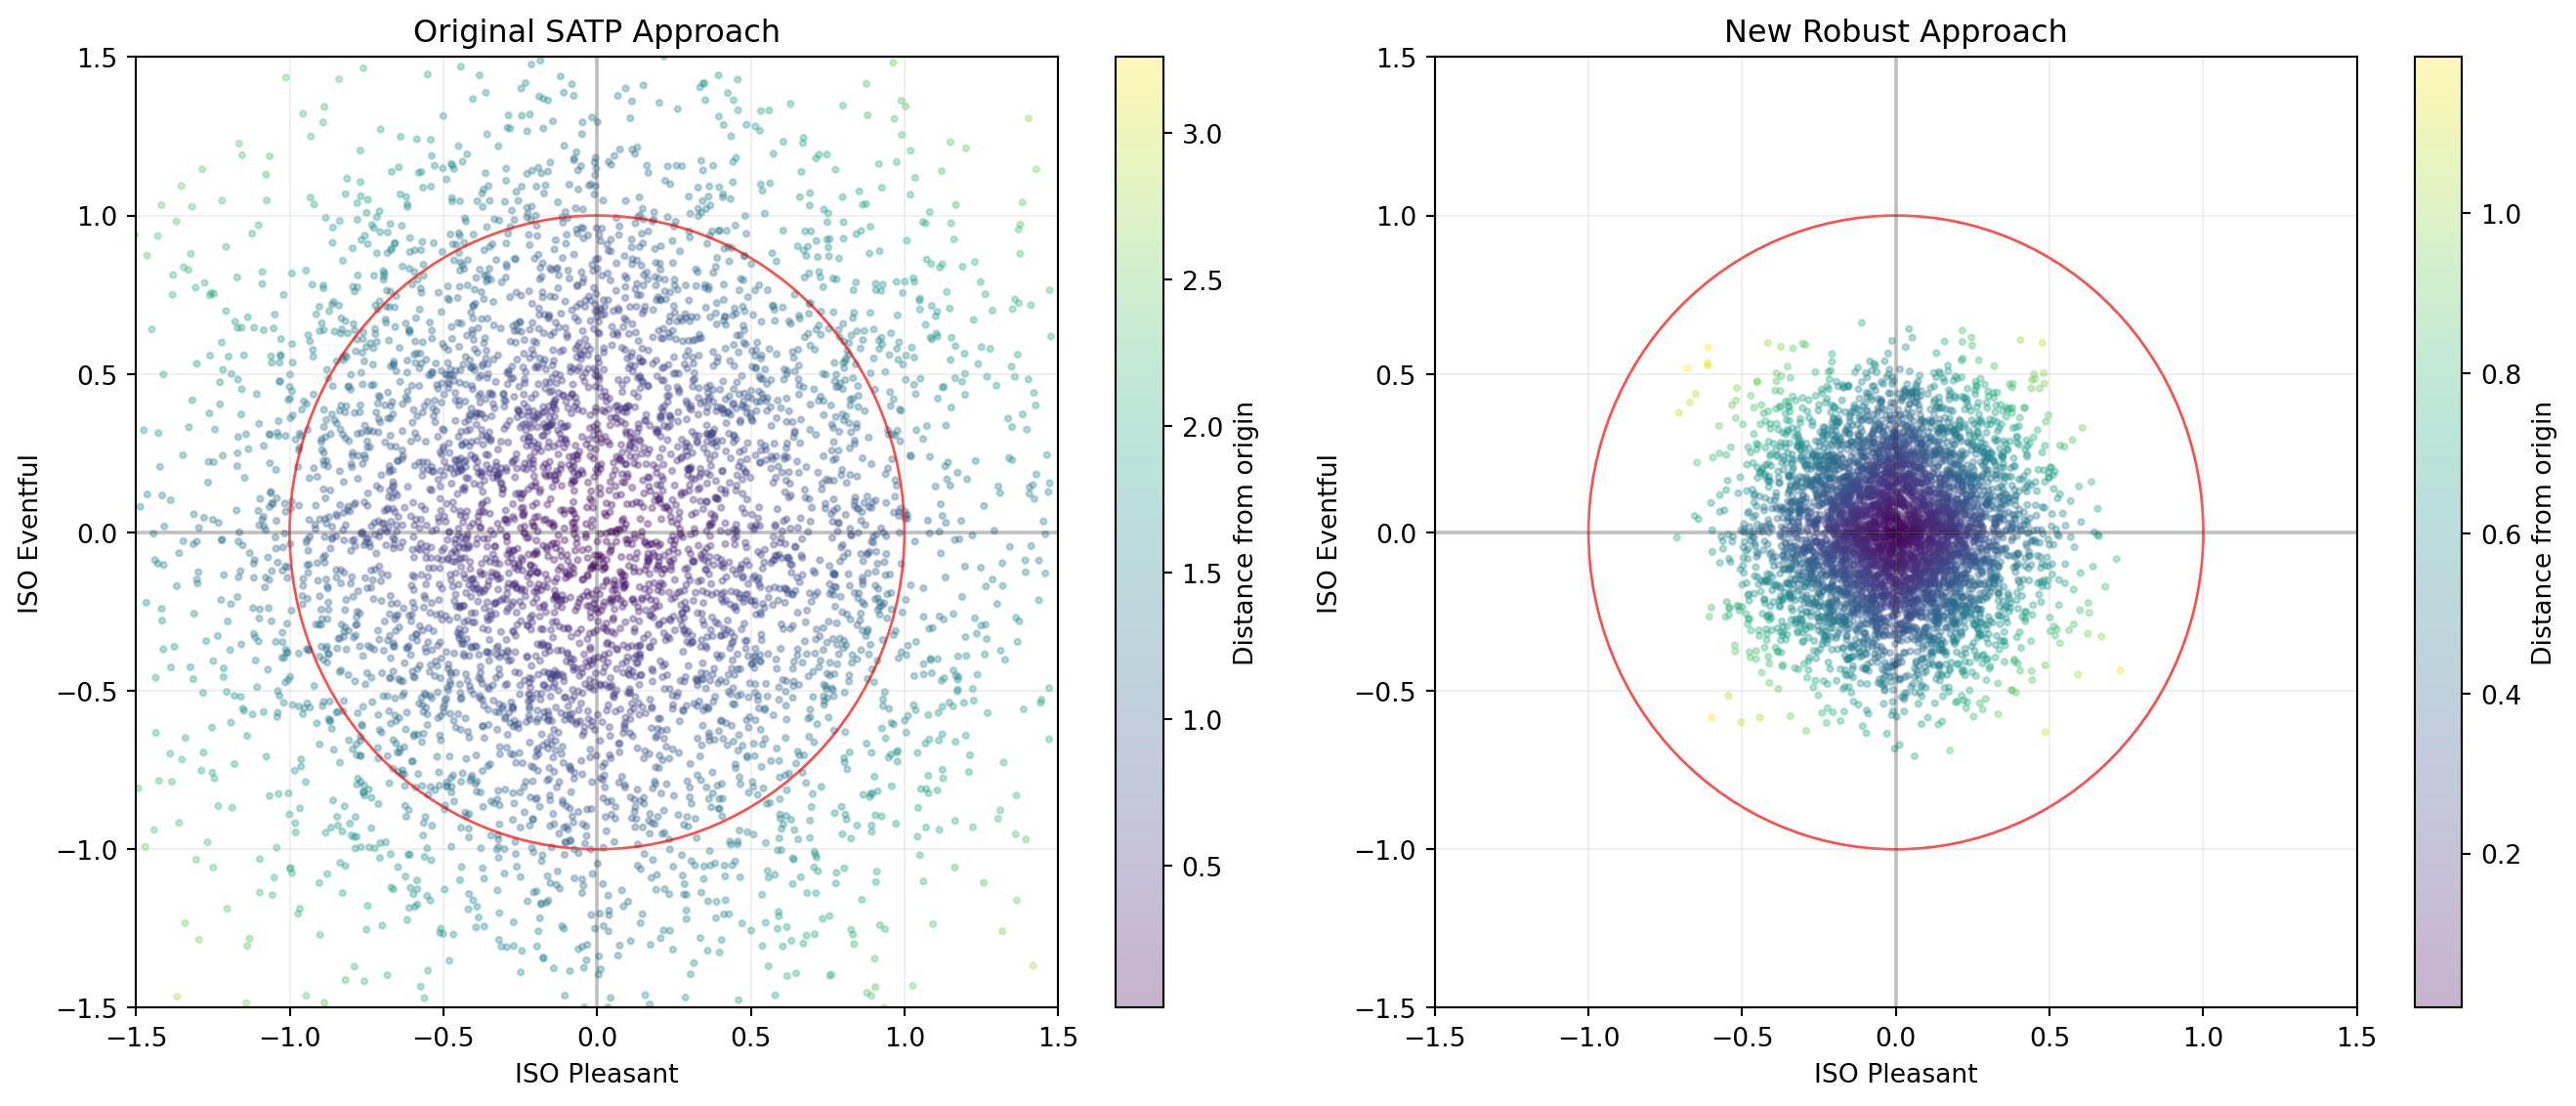 Original SATP Approach
1.5
1.0
0.5
0.0
−0.5
−1.0
−1.5
ISO Eventful
−1.5 −1.0 −0.5 0.0 0.5 1.0 1.5
ISO Pleasant
3.0
2.5
2.0
1.5
1.0
0.5
Distance from origin
New Robust Approach
1.5
1.0
0.5
0.0
−0.5
−1.0
−1.5
ISO Eventful
−1.5 −1.0 −0.5 0.0 0.5 1.0 1.5
ISO Pleasant
1.0
0.8
0.6
0.4
0.2
Distance from origin